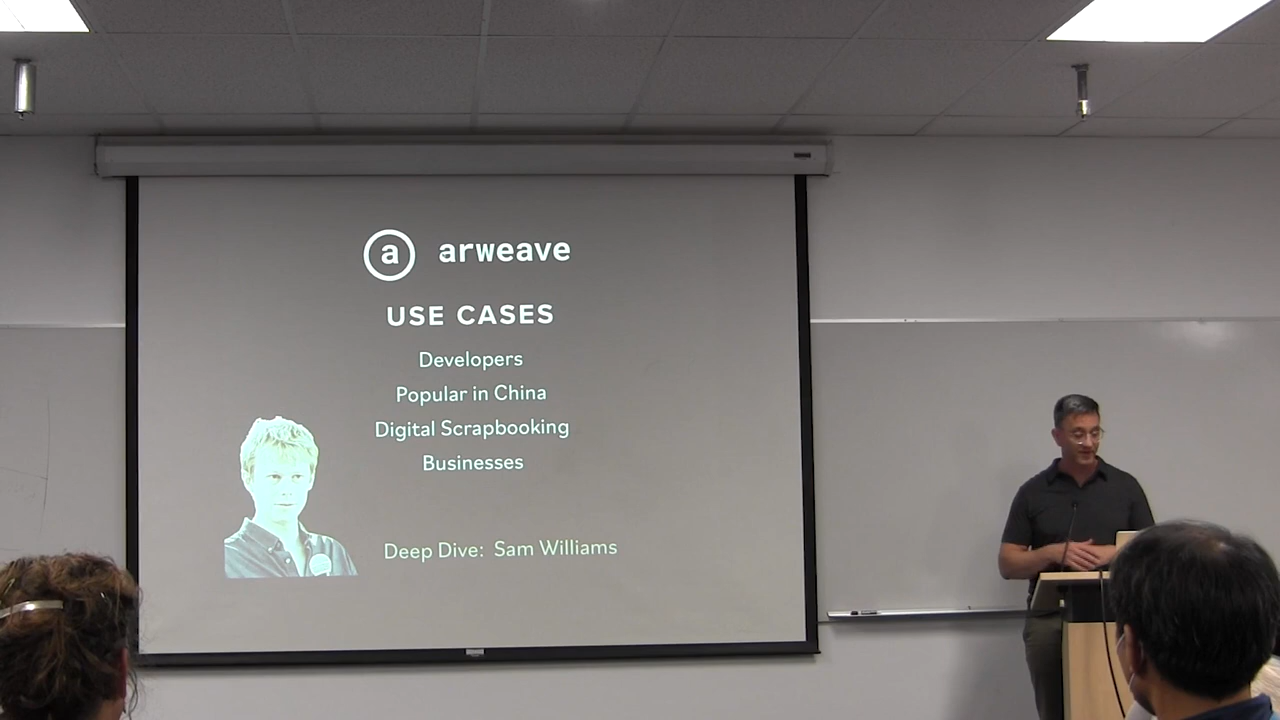 a arweave
USE CASES
Developers
Popular in China
Digital Scrapbooking
Businesses
Deep Dive: Sam Williams